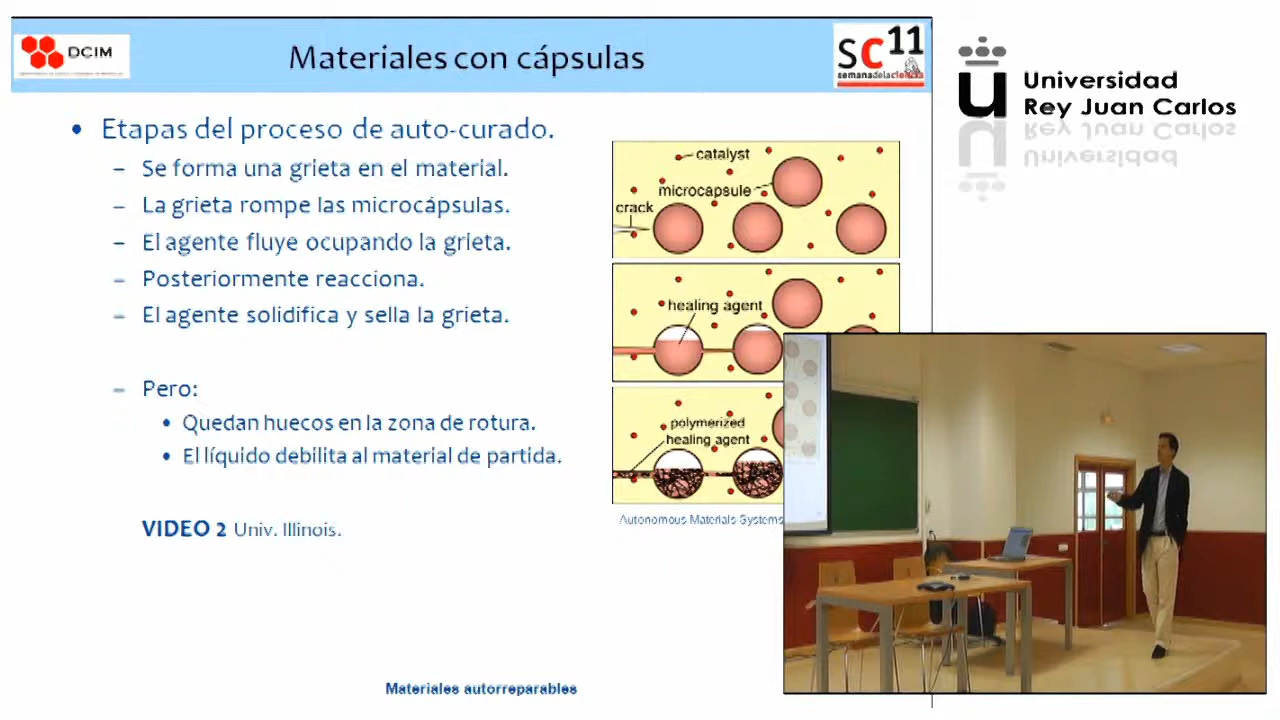 DCIM
Materiales con cápsulas
SC11
semanadelaciencia
Universidad
Rey Juan Carlos
• Etapas del proceso de auto-curado.
– Se forma una grieta en el material.
– La grieta rompe las microcápsulas.
– El agente fluye ocupando la grieta.
– Posteriormente reacciona.
– El agente solidifica y sella la grieta.
– Pero:
• Quedan huecos en la zona de rotura.
• El líquido debilita al material de partida.
VIDEO 2 Univ. Illinois.
catalyst
microcapsule
crack
healing agent
polymerized
healing agent
Autonomous Materials Systems
Materiales autorreparables